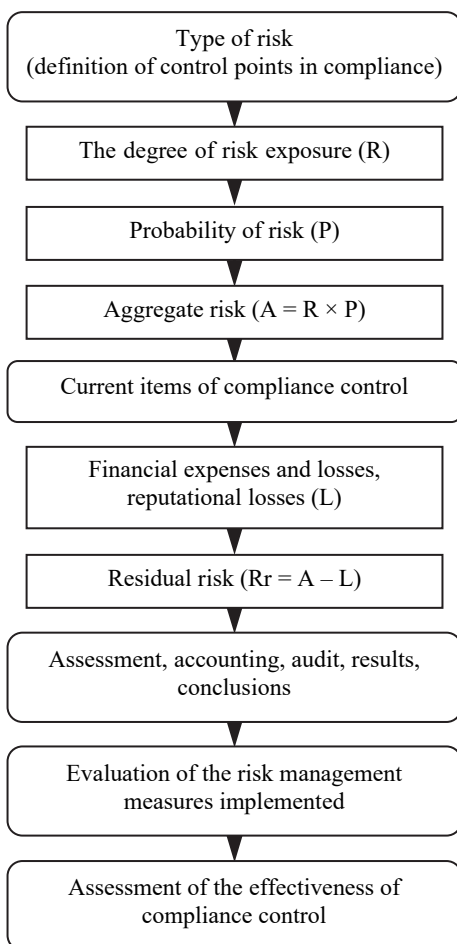 Type of risk
(definition of control points in compliance)
The degree of risk exposure (R)
Probability of risk (P)
Aggregate risk (A = R × P)
Current items of compliance control
Financial expenses and losses,
reputational losses (L)
Residual risk (Rr = A – L)
Assessment, accounting, audit, results,
conclusions
Evaluation of the risk management
measures implemented
Assessment of the effectiveness of
compliance control